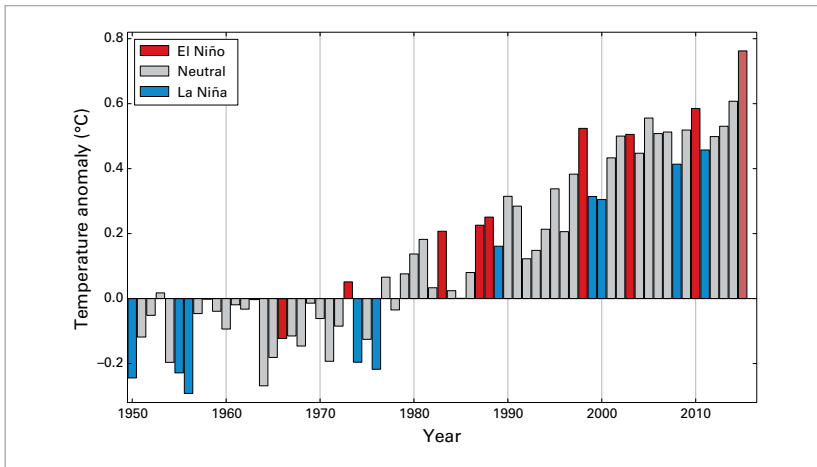 0.8
El Niño
Neutral
La Niña
0.6
0.4
0.2
0.0
−0.2
Temperature anomaly (°C)
1950 1960 1970 1980 1990 2000 2010
Year